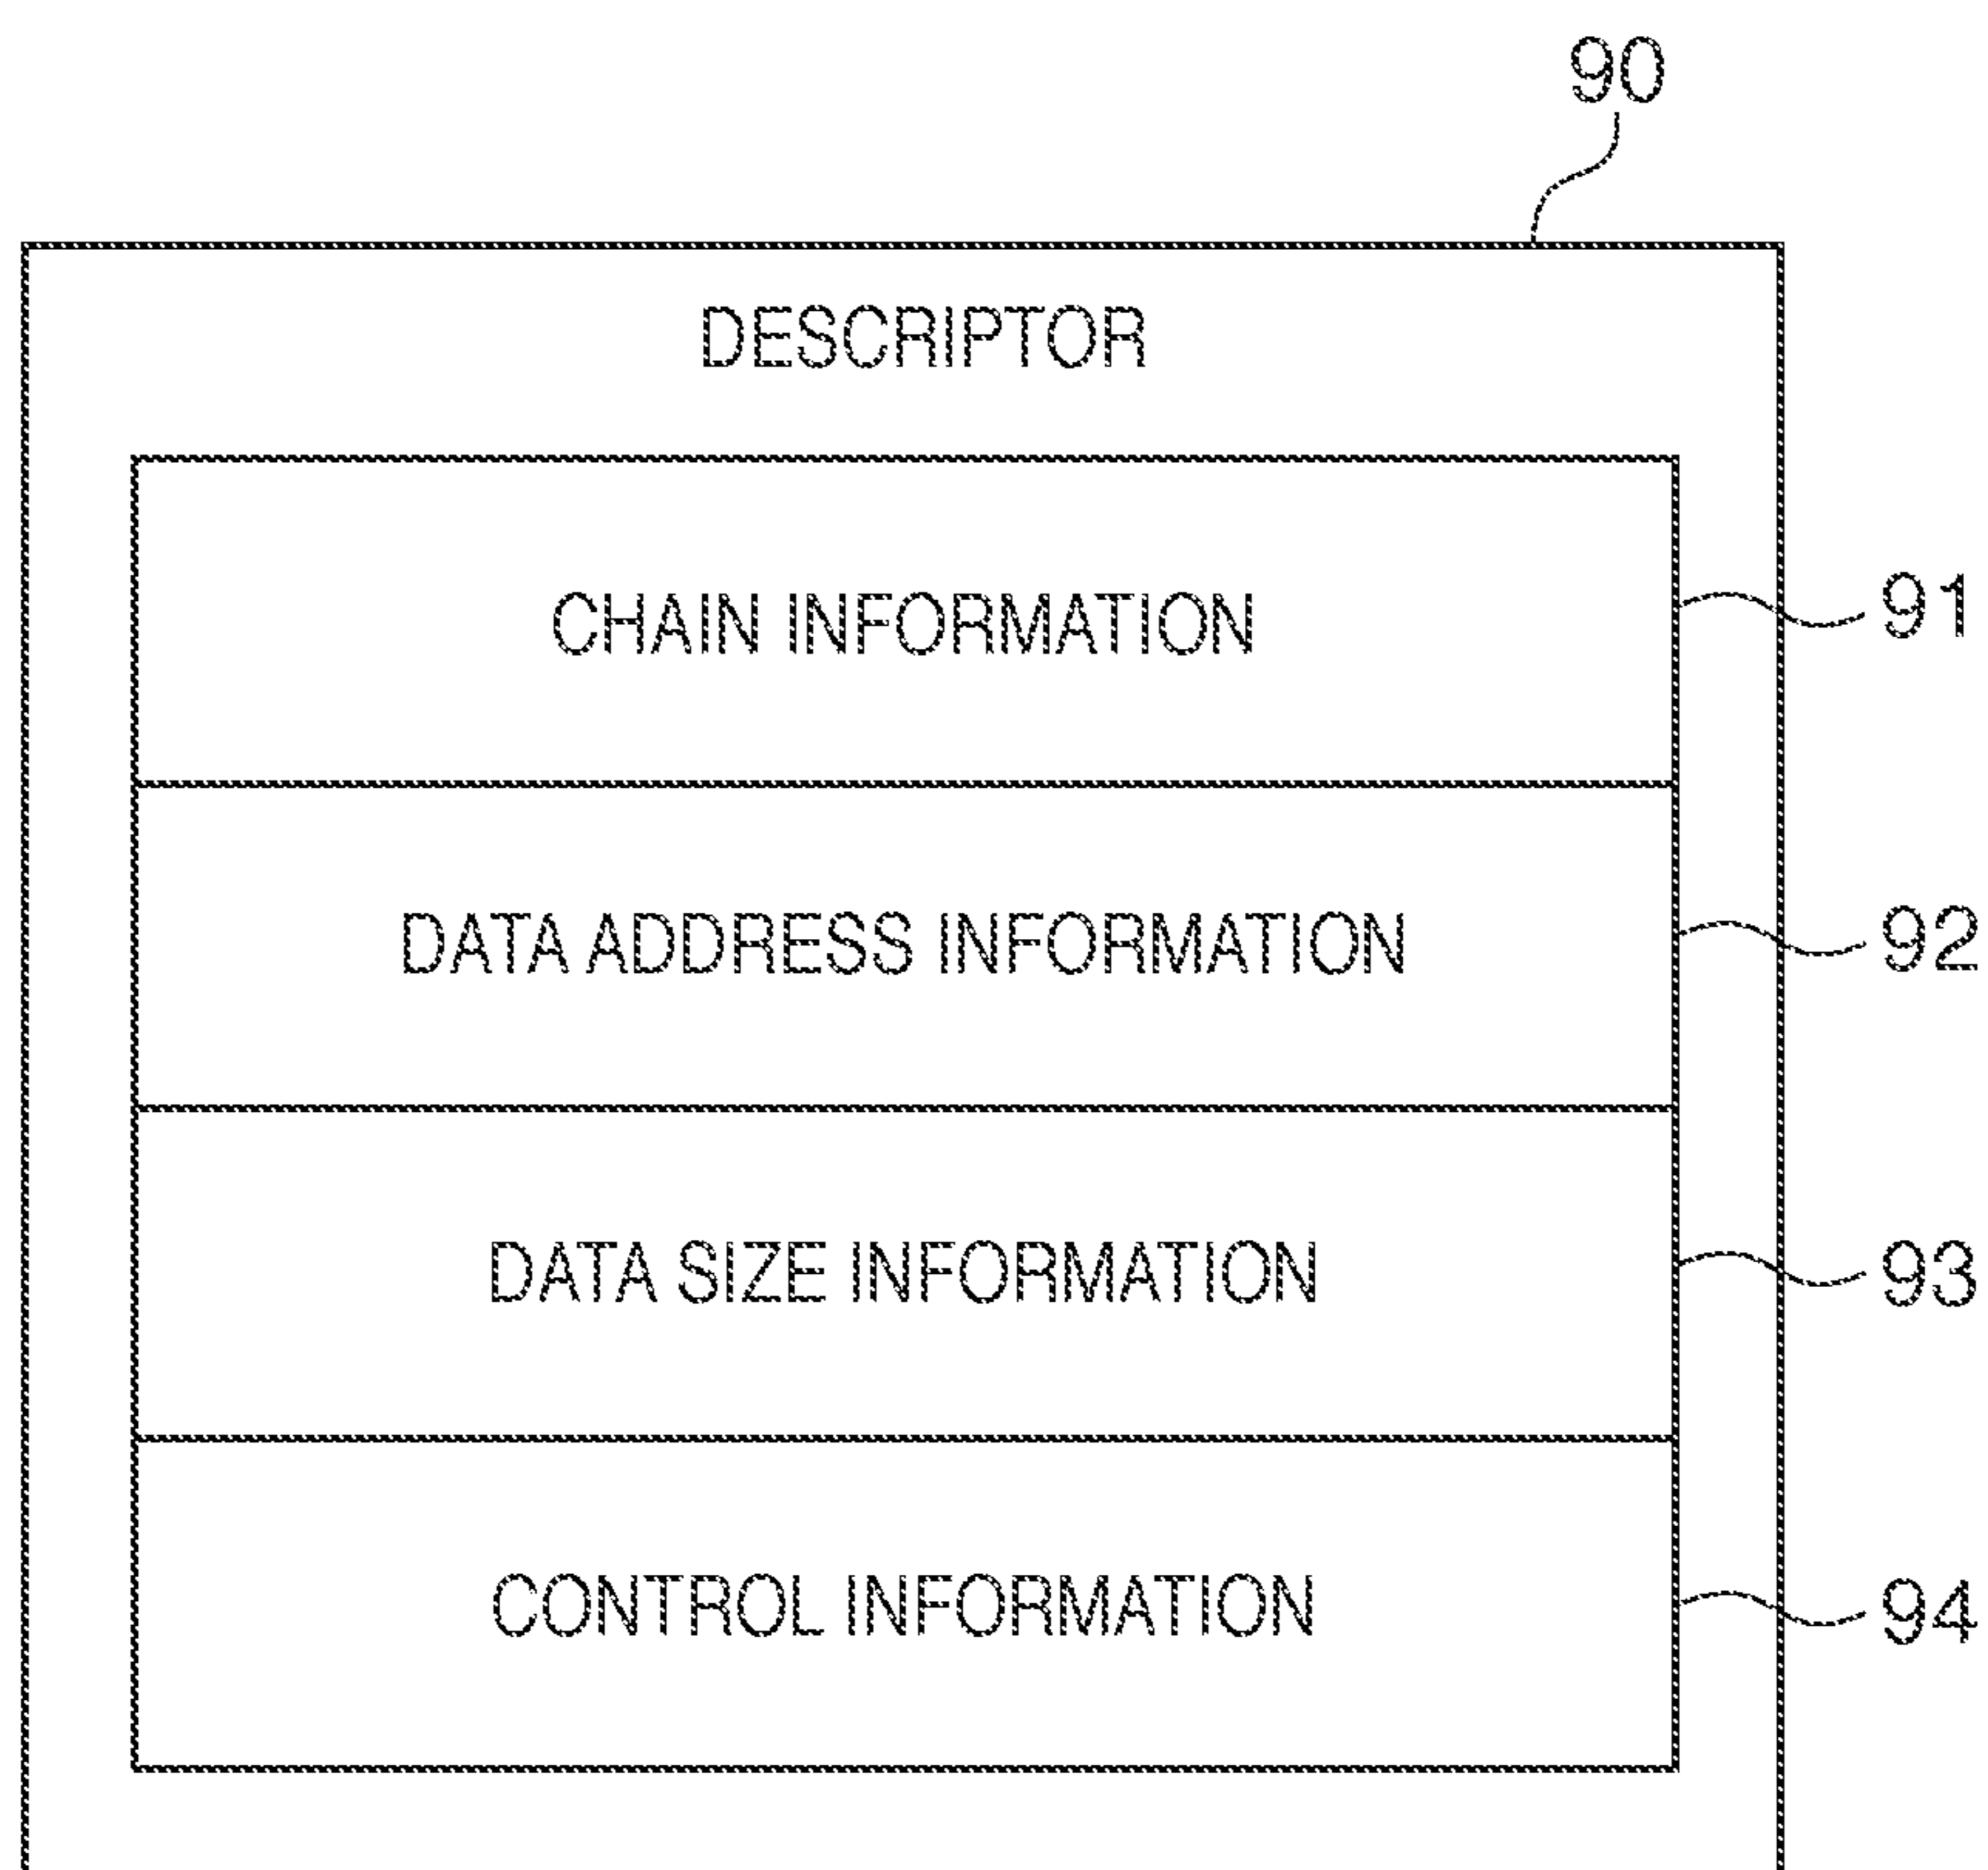 90
DESCRIPTOR
CHAIN INFORMATION
91
DATA ADDRESS INFORMATION
92
DATA SIZE INFORMATION
93
CONTROL INFORMATION
94